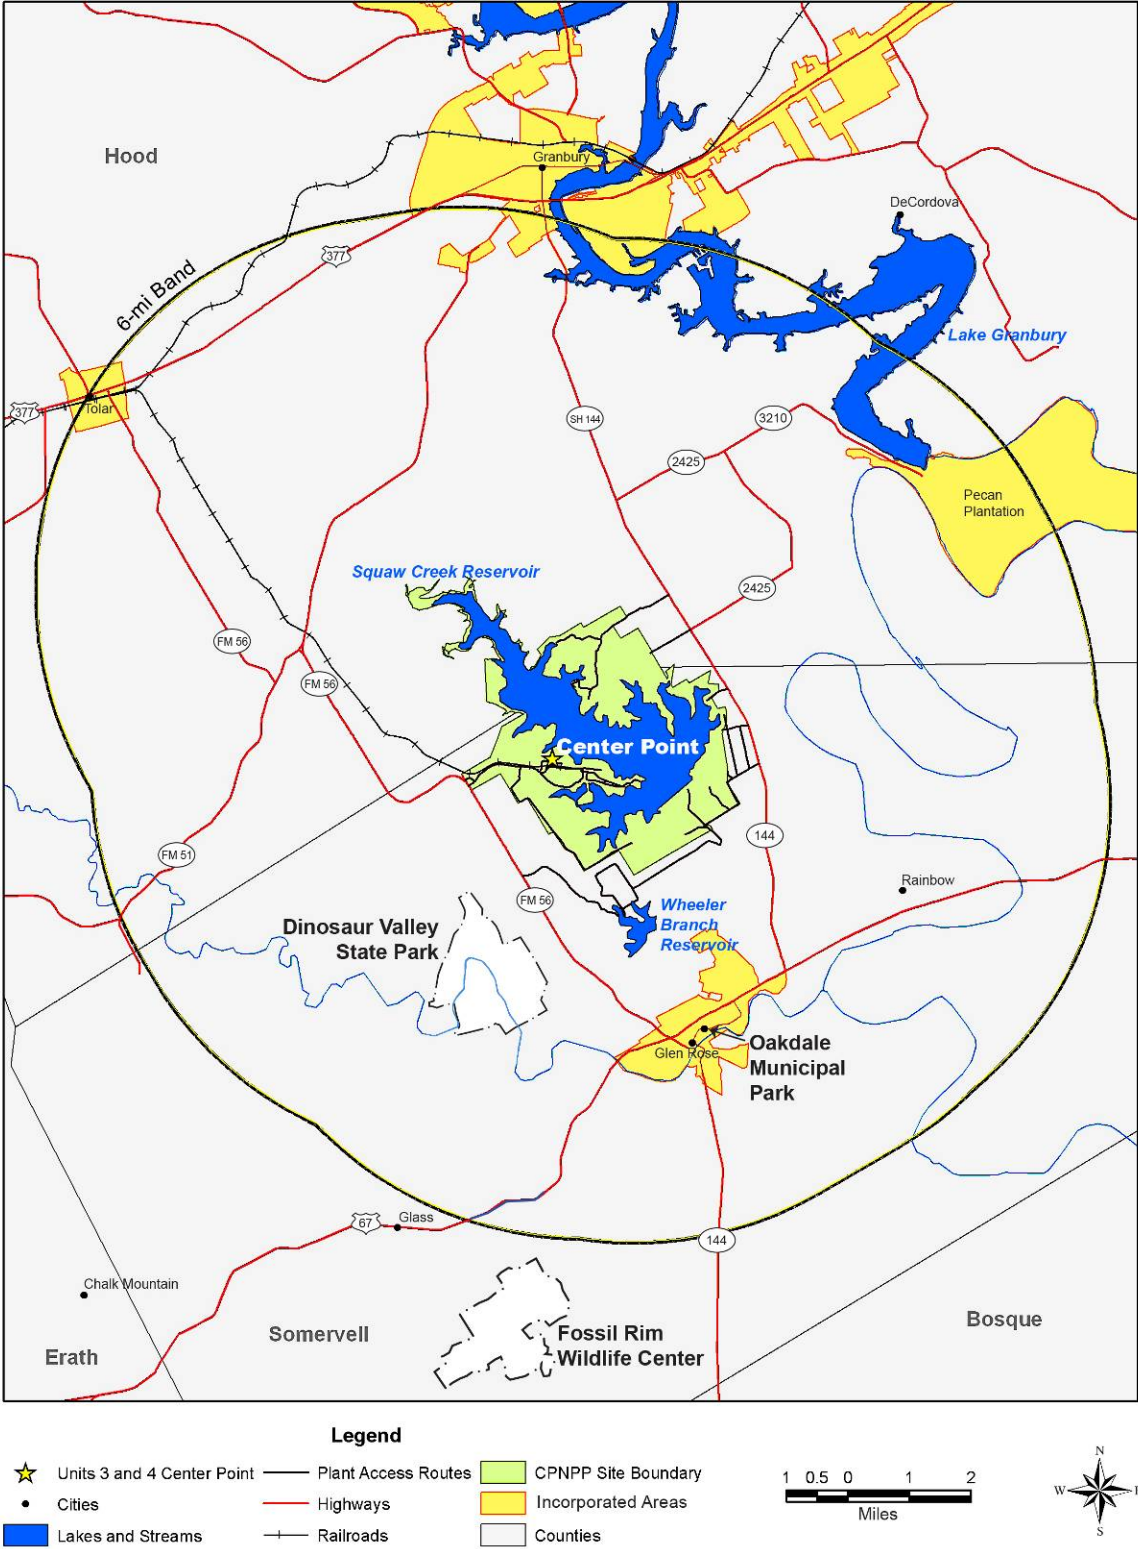 Hood
Granbury
DeCordova
377
6-mi Band
Lake Granbury
377
Tolar
SH 144
3210
2425
Pecan
Plantation
Squaw Creek Reservoir
2425
FM 56
FM 56
Center Point
144
FM 51
Rainbow
FM 56
Wheeler
Branch
Reservoir
Dinosaur Valley
State Park
Glen Rose
Oakdale
Municipal
Park
67
Glass
144
Chalk Mountain
Somervell
Bosque
Erath
Fossil Rim
Wildlife Center
Legend
Units 3 and 4 Center Point
Plant Access Routes
CPNPP Site Boundary
Cities
Highways
Incorporated Areas
Lakes and Streams
Railroads
Counties
1 0.5 0 1 2
Miles
N
W
E
S